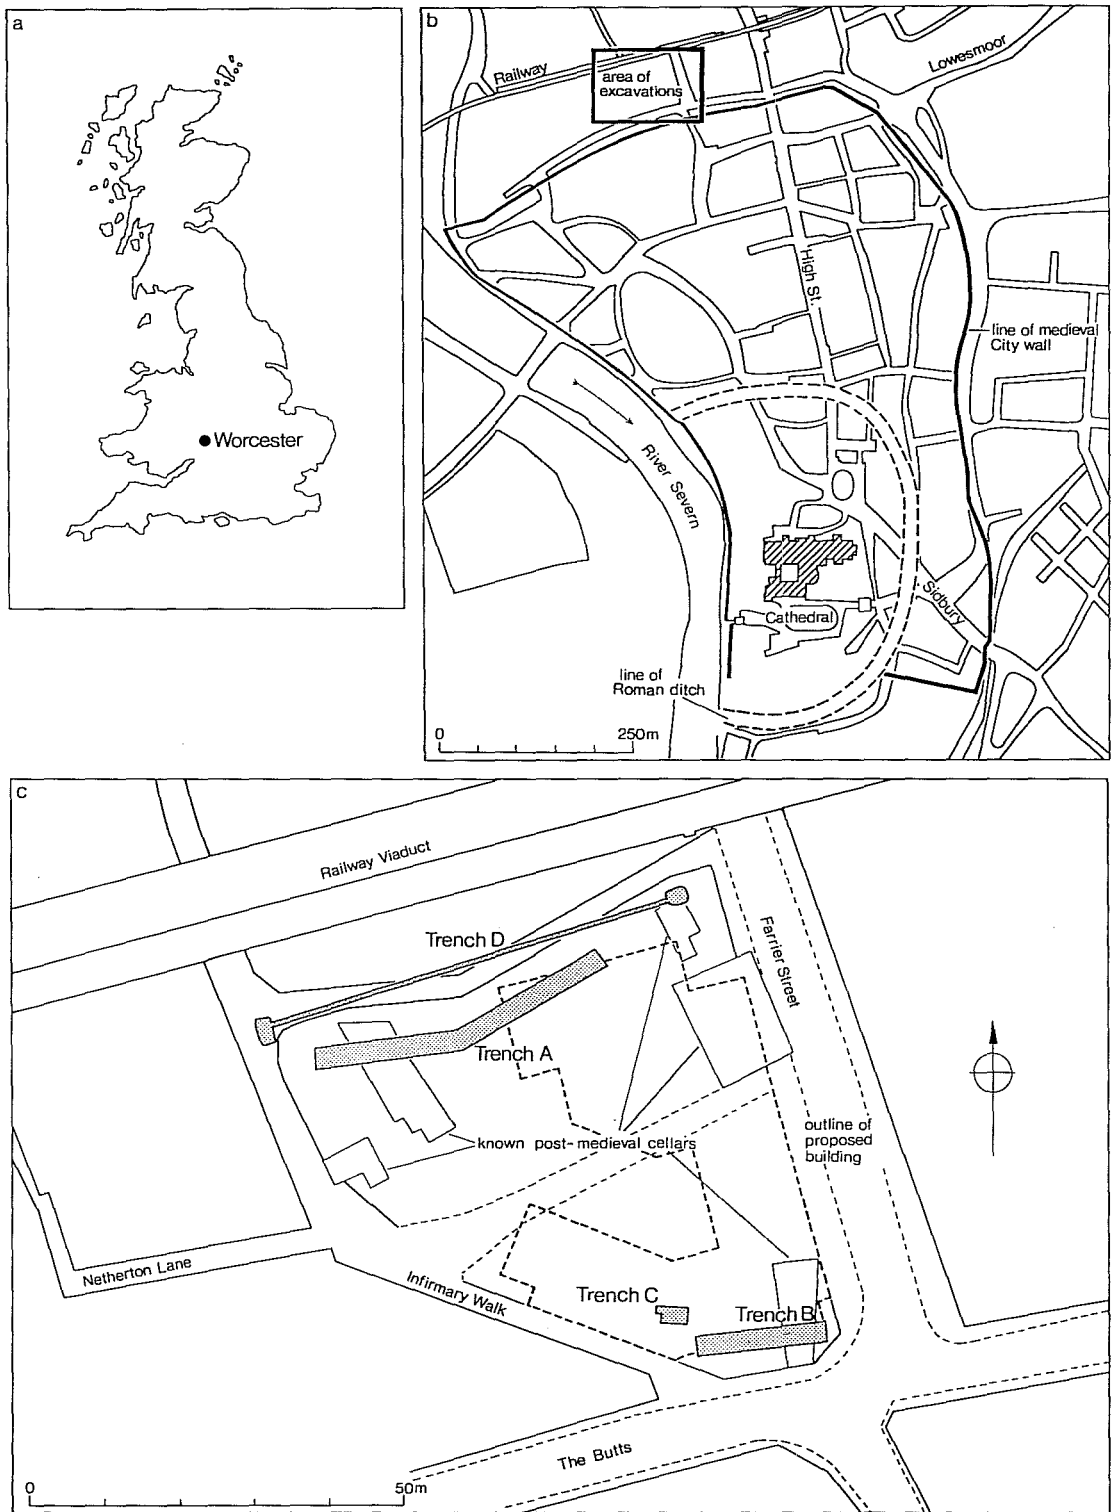 a
Worcester
b
Railway
area of
excavations
Lowesmoor
High St.
line of medieval
City wall
River Severn
Sidbury
Cathedral
line of
Roman ditch
0
250m
c
Railway Viaduct
Trench D
Farrier Street
Trench A
outline of
proposed
building
known post-medieval cellars
Netherton Lane
Infirmary Walk
Trench C
Trench B
The Butts
0
50m